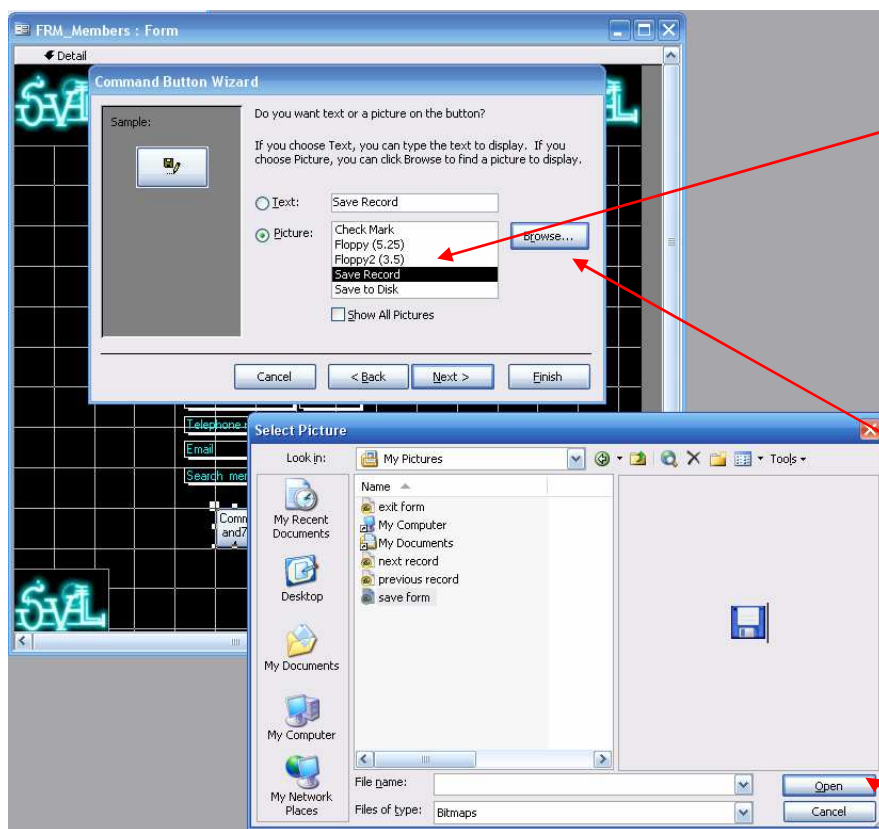 FRM_Members : Form
Detail
Command Button Wizard
Sample:
Do you want text or a picture on the button?
If you choose Text, you can type the text to display. If you
choose Picture, you can click Browse to find a picture to display.
Text:
Save Record
Picture:
Check Mark
Floppy (5.25)
Floppy2 (3.5)
Save Record
Save to Disk
Browse...
Show All Pictures
Cancel
< Back
Next >
Finish
Telephone
Email
Search
Comm
and7
Select Picture
Look in:
My Pictures
Tools
My Recent
Documents
Desktop
My Documents
My Computer
My Network
Places
Name
exit form
My Computer
My Documents
next record
previous record
save form
File name:
Open
Files of type:
Bitmaps
Cancel